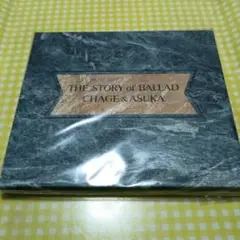 THE STORY of BALLAD
CHAGE & ASUKA